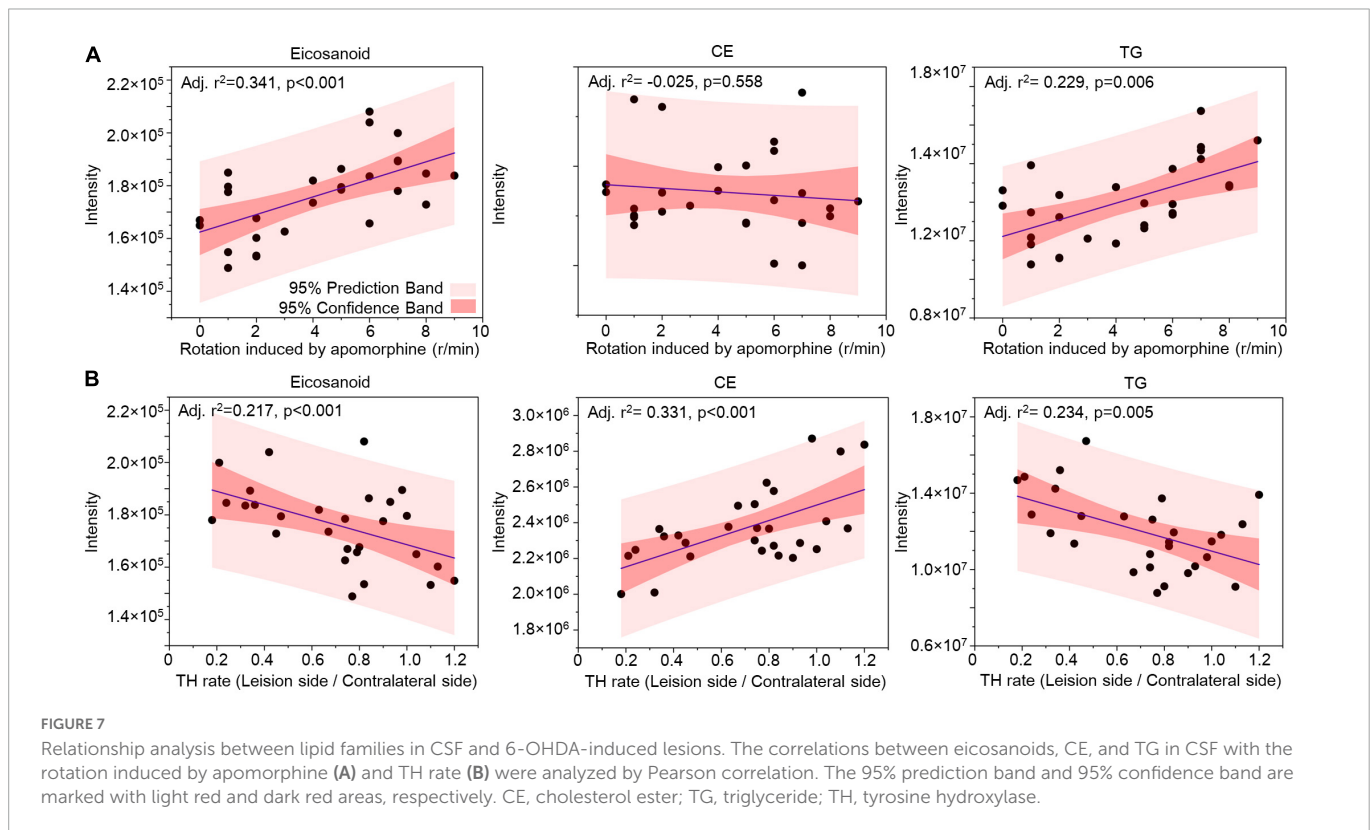 A
Eicosanoid
Adj. r²=0.341, p<0.001
2.2×10⁵
2.0×10⁵
1.8×10⁵
1.6×10⁵
1.4×10⁵
Intensity
95% Prediction Band
95% Confidence Band
0 2 4 6 8 10
Rotation induced by apomorphine (r/min)
CE
Adj. r²= -0.025, p=0.558
Intensity
0 2 4 6 8 10
Rotation induced by apomorphine (r/min)
TG
Adj. r²= 0.229, p=0.006
1.8×10⁷
1.4×10⁷
1.2×10⁷
0.8×10⁷
Intensity
0 2 4 6 8 10
Rotation induced by apomorphine (r/min)
B
Eicosanoid
Adj. r²=0.217, p<0.001
2.2×10⁵
2.0×10⁵
1.8×10⁵
1.6×10⁵
1.4×10⁵
Intensity
0 0.2 0.4 0.6 0.8 1.0 1.2
TH rate (Leision side / Contralateral side)
CE
Adj. r²= 0.331, p<0.001
3.0×10⁶
2.8×10⁶
2.6×10⁶
2.4×10⁶
2.2×10⁶
2.0×10⁶
1.8×10⁶
Intensity
0 0.2 0.4 0.6 0.8 1.0 1.2
TH rate (Leision side / Contralateral side)
TG
Adj. r²= 0.234, p=0.005
1.8×10⁷
1.4×10⁷
1.0×10⁷
0.6×10⁷
Intensity
0 0.2 0.4 0.6 0.8 1.0 1.2
TH rate (Leision side / Contralateral side)
FIGURE 7
Relationship analysis between lipid families in CSF and 6-OHDA-induced lesions. The correlations between eicosanoids, CE, and TG in CSF with the
rotation induced by apomorphine (A) and TH rate (B) were analyzed by Pearson correlation. The 95% prediction band and 95% confidence band are
marked with light red and dark red areas, respectively. CE, cholesterol ester; TG, triglyceride; TH, tyrosine hydroxylase.